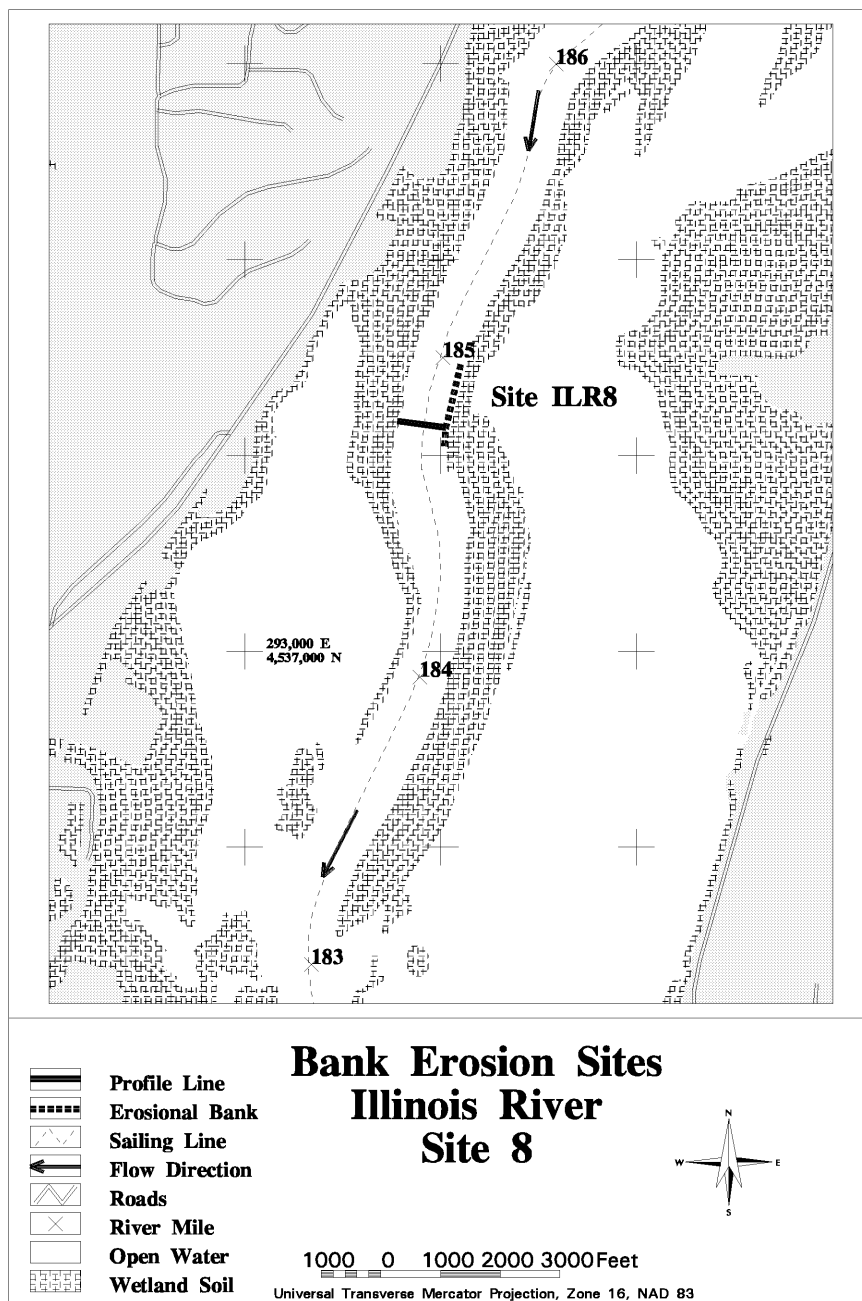 186
185
Site ILR8
293,000 E
4,537,000 N
184
183
Profile Line
Erosional Bank
Sailing Line
Flow Direction
Roads
River Mile
Open Water
Wetland Soil
Bank Erosion Sites
Illinois River
Site 8
N
W E
S
1000 0 1000 2000 3000 Feet
Universal Transverse Mercator Projection, Zone 16, NAD 83